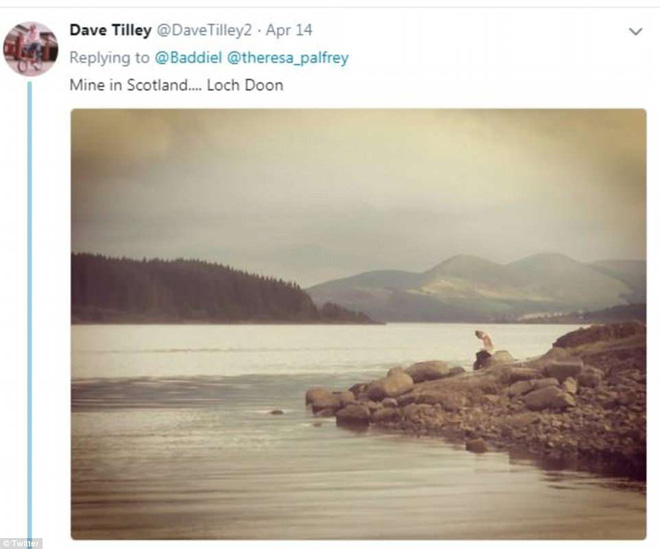 Dave Tilley @DaveTilley2 · Apr 14
Replying to @Baddiel @theresa_palfrey
Mine in Scotland.... Loch Doon
© Twitter